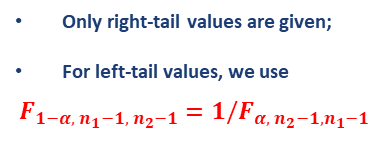 • Only right-tail values are given;
• For left-tail values, we use
F₁₋α, n₁−1, n₂−1 = 1/Fα, n₂−1,n₁−1